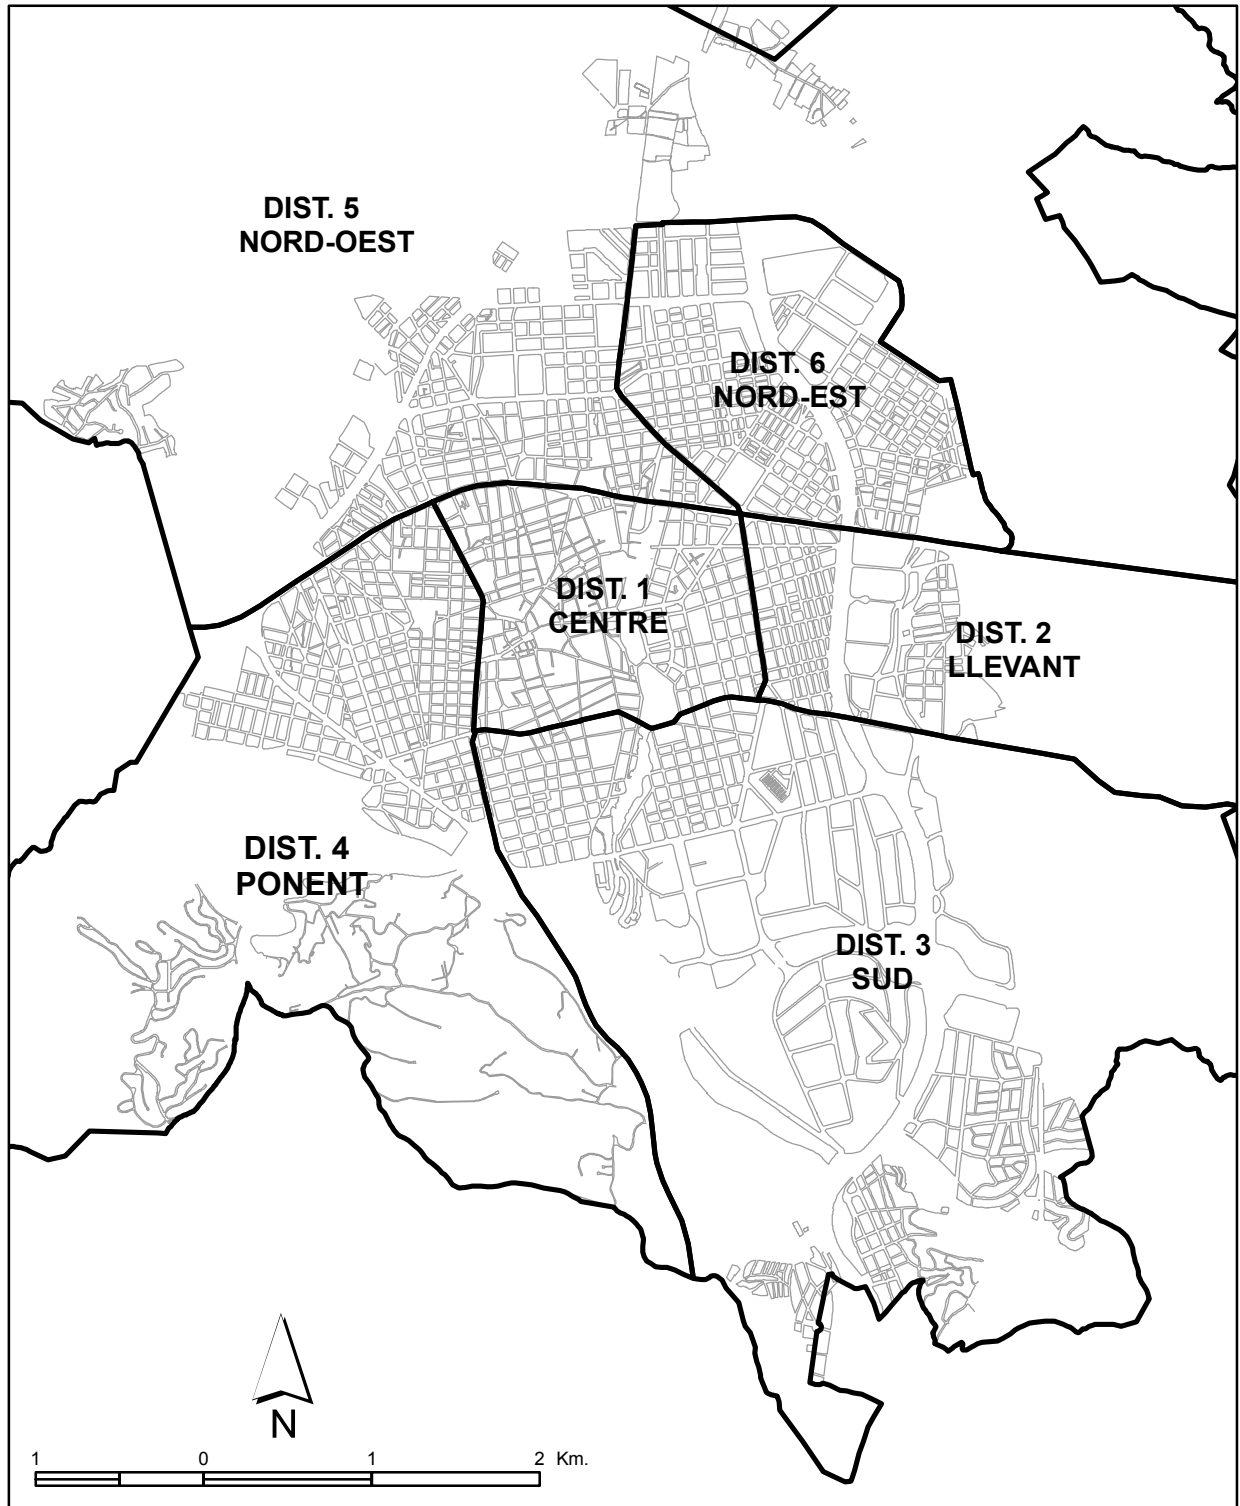 DIST. 5
NORD-OEST
DIST. 6
NORD-EST
DIST. 1
CENTRE
DIST. 2
LLEVANT
DIST. 4
PONENT
DIST. 3
SUD
N
1 0 1 2 Km.